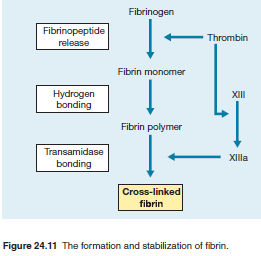 Fibrinogen
Fibrinopeptide
release
Thrombin
Fibrin monomer
Hydrogen
bonding
XIII
Fibrin polymer
Transamidase
bonding
XIIIa
Cross-linked
fibrin
Figure 24.11 The formation and stabilization of fibrin.